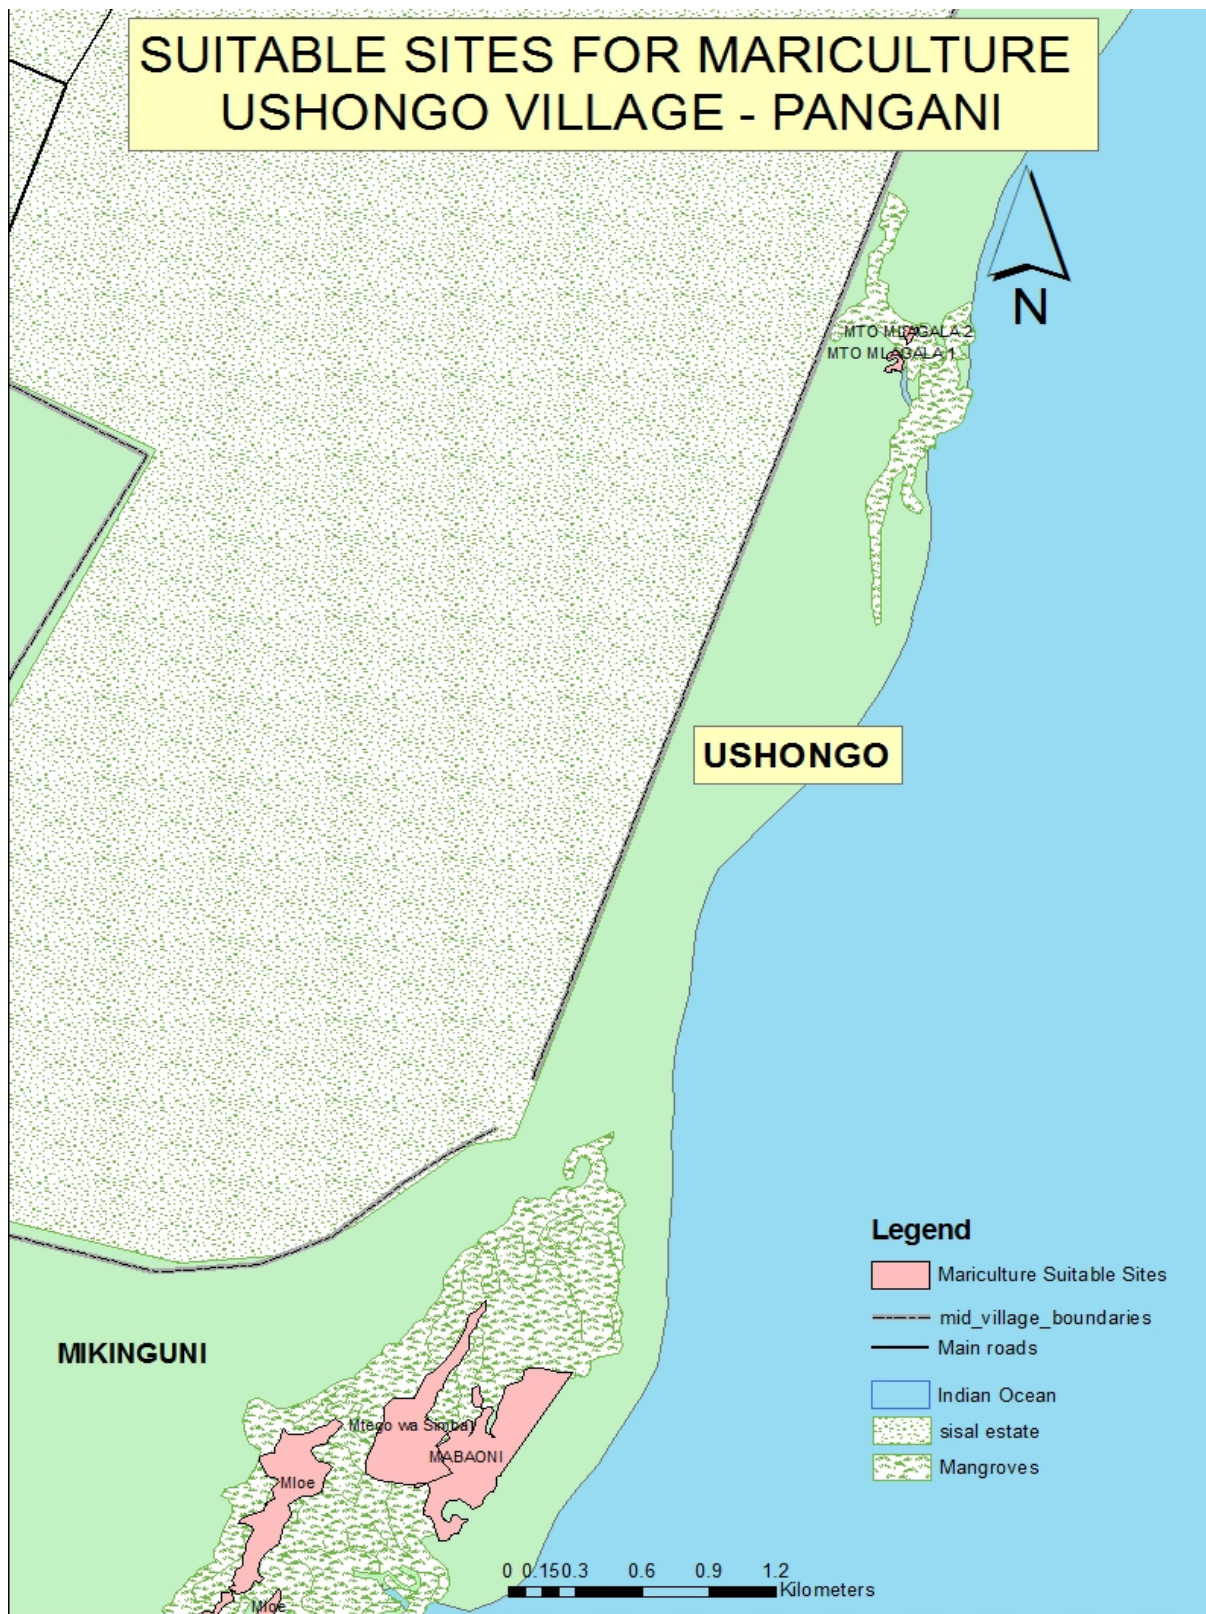 SUITABLE SITES FOR MARICULTURE
USHONGO VILLAGE - PANGANI
N
MTO MLAGALA 2
MTO MLAGALA 1
USHONGO
Legend
Mariculture Suitable Sites
mid_village_boundaries
Main roads
Indian Ocean
sisal estate
Mangroves
MIKINGUNI
Mtego wa Simba
MABAONI
Mloe
Mloe
0 0.15 0.3 0.6 0.9 1.2
Kilometers